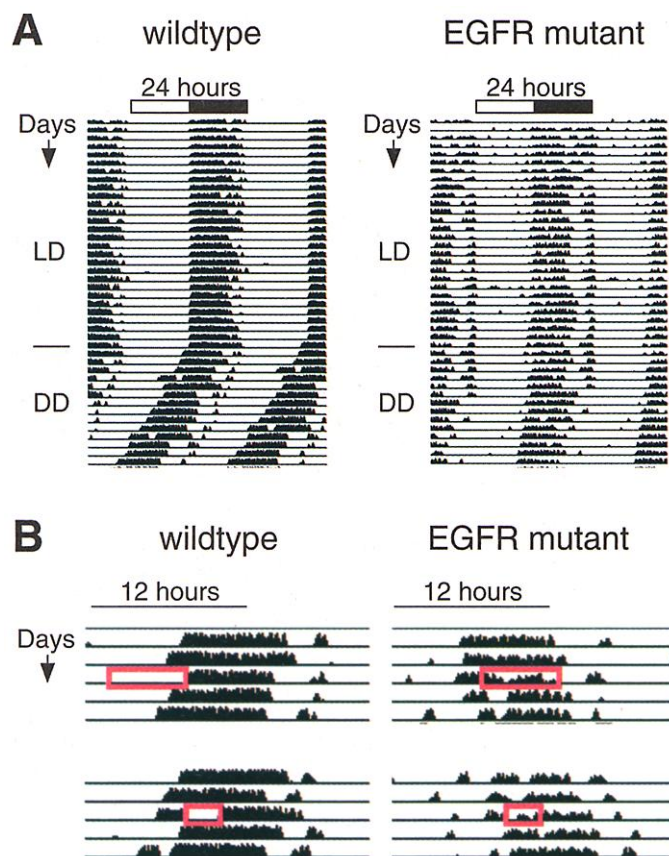 A
wildtype
EGFR mutant
24 hours
24 hours
Days
Days
LD
LD
DD
DD
B
wildtype
EGFR mutant
12 hours
12 hours
Days